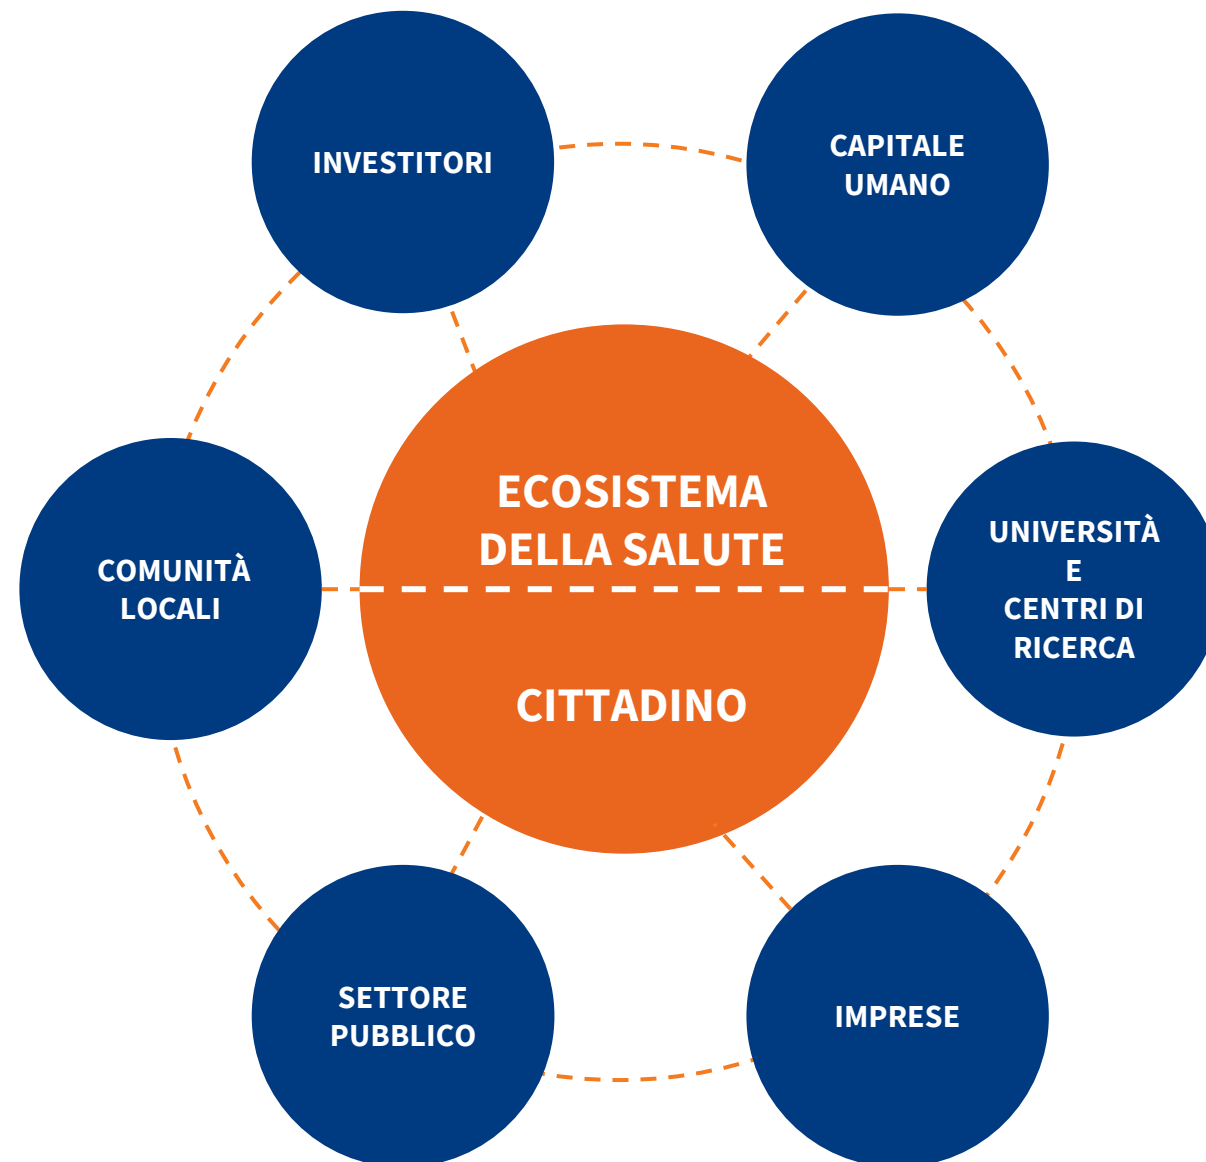 INVESTITORI
CAPITALE
UMANO
ECOSISTEMA
DELLA SALUTE
CITTADINO
COMUNITÀ
LOCALI
UNIVERSITÀ
E
CENTRI DI
RICERCA
SETTORE
PUBBLICO
IMPRESE